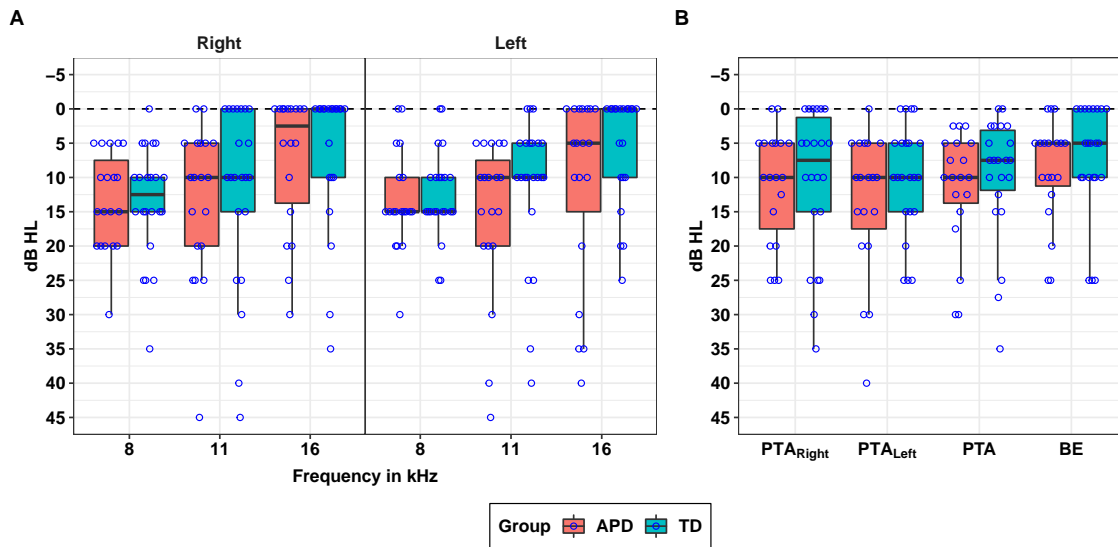 A
B
Right
Left
dB HL
−5
0
5
10
15
20
25
30
35
40
45
8
11
16
8
11
16
Frequency in kHz
dB HL
−5
0
5
10
15
20
25
30
35
40
45
PTARight
PTALeft
PTA
BE
Group APD TD